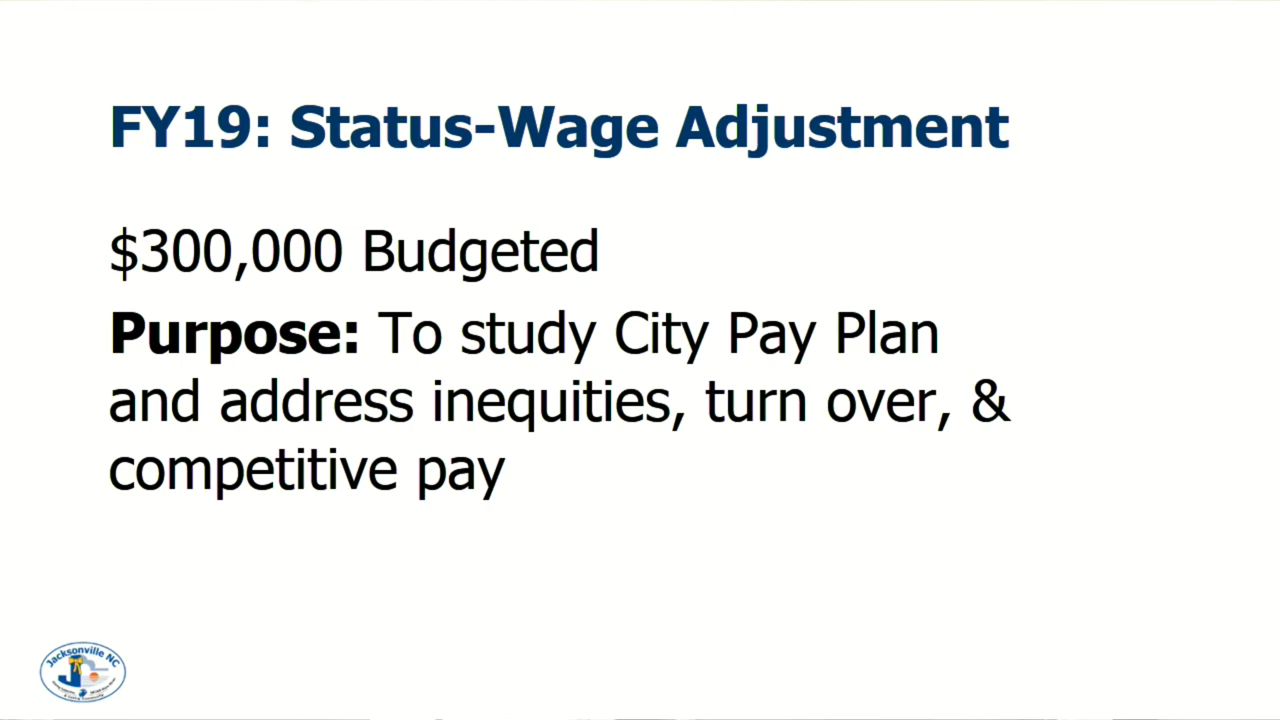 FY19: Status-Wage Adjustment
$300,000 Budgeted
Purpose: To study City Pay Plan
and address inequities, turn over, &
competitive pay
Jacksonville NC